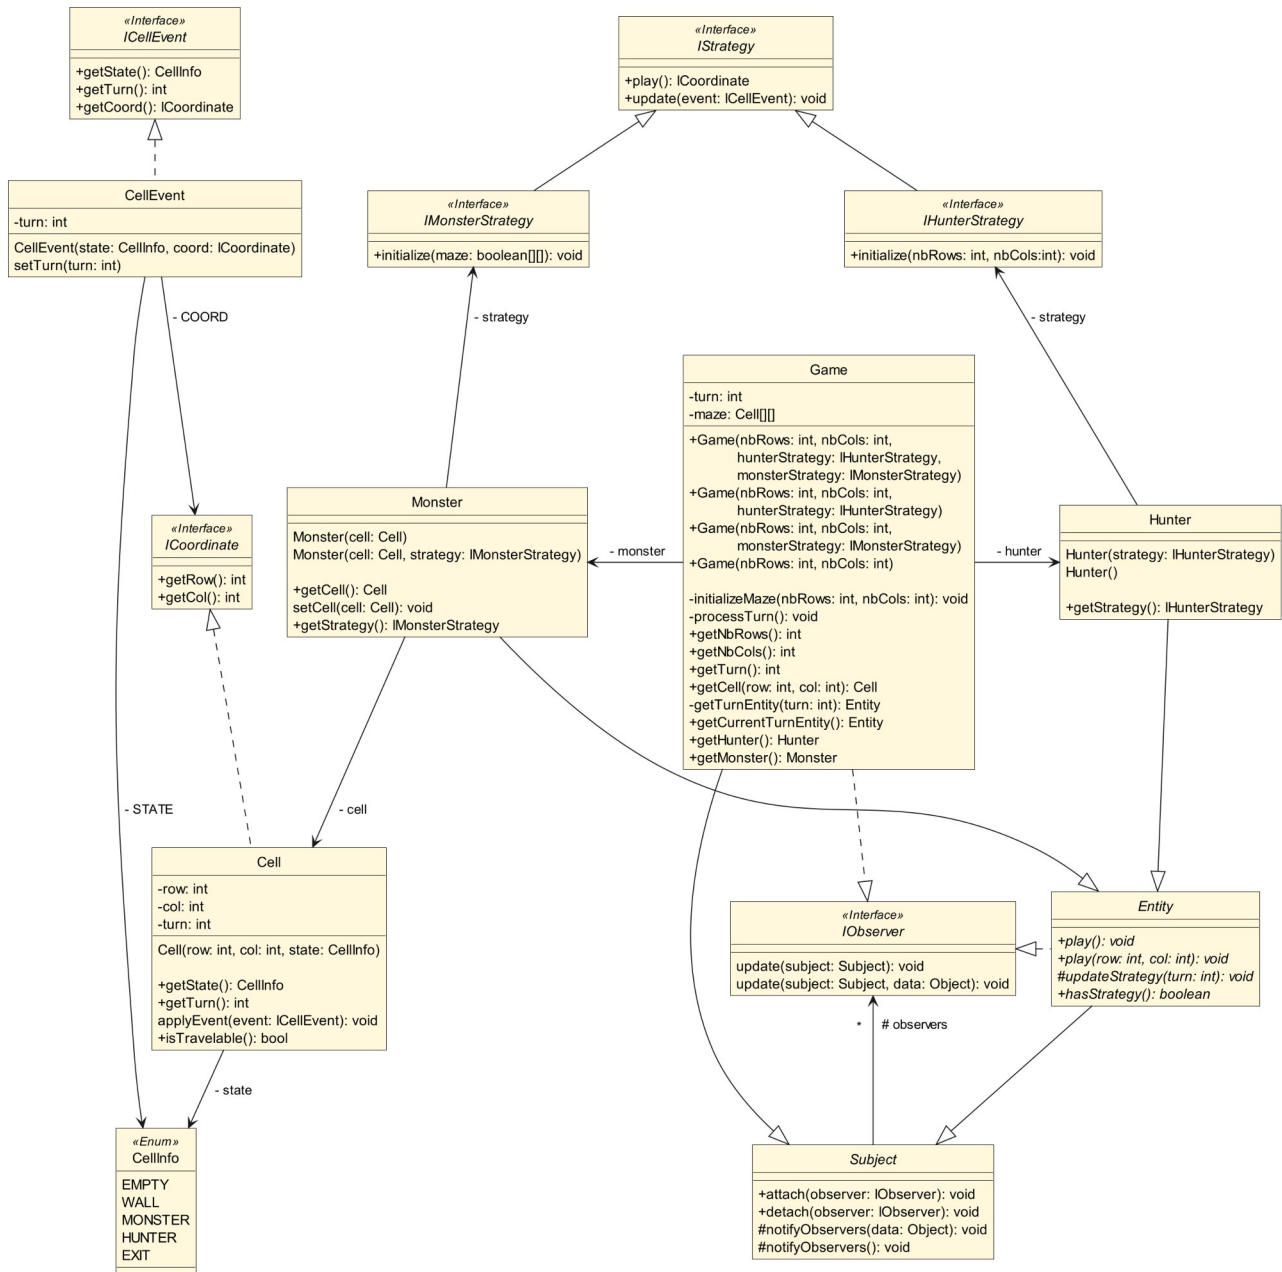 «Interface»
ICellEvent
+getState(): CellInfo
+getTurn(): int
+getCoord(): ICoordinate
«Interface»
IStrategy
+play(): ICoordinate
+update(event: ICellEvent): void
CellEvent
-turn: int
CellEvent(state: CellInfo, coord: ICoordinate)
setTurn(turn: int)
«Interface»
IMonsterStrategy
+initialize(maze: boolean[][]): void
«Interface»
IHunterStrategy
+initialize(nbRows: int, nbCols:int): void
- COORD
- strategy
- strategy
Game
-turn: int
-maze: Cell[][]
+Game(nbRows: int, nbCols: int,
hunterStrategy: IHunterStrategy,
monsterStrategy: IMonsterStrategy)
+Game(nbRows: int, nbCols: int,
hunterStrategy: IHunterStrategy)
+Game(nbRows: int, nbCols: int,
monsterStrategy: IMonsterStrategy)
+Game(nbRows: int, nbCols: int)
-initializeMaze(nbRows: int, nbCols: int): void
-processTurn(): void
+getNbRows(): int
+getNbCols(): int
+getTurn(): int
+getCell(row: int, col: int): Cell
-getTurnEntity(turn: int): Entity
+getCurrentTurnEntity(): Entity
+getHunter(): Hunter
+getMonster(): Monster
Monster
Monster(cell: Cell)
Monster(cell: Cell, strategy: IMonsterStrategy)
+getCell(): Cell
setCell(cell: Cell): void
+getStrategy(): IMonsterStrategy
- monster
- hunter
Hunter
Hunter(strategy: IHunterStrategy)
Hunter()
+getStrategy(): IHunterStrategy
«Interface»
ICoordinate
+getRow(): int
+getCol(): int
- STATE
- cell
Cell
-row: int
-col: int
-turn: int
Cell(row: int, col: int, state: CellInfo)
+getState(): CellInfo
+getTurn(): int
applyEvent(event: ICellEvent): void
+isTravelable(): bool
«Interface»
IObserver
update(subject: Subject): void
update(subject: Subject, data: Object): void
Entity
+play(): void
+play(row: int, col: int): void
#updateStrategy(turn: int): void
+hasStrategy(): boolean
* # observers
- state
«Enum»
CellInfo
EMPTY
WALL
MONSTER
HUNTER
EXIT
Subject
+attach(observer: IObserver): void
+detach(observer: IObserver): void
#notifyObservers(data: Object): void
#notifyObservers(): void